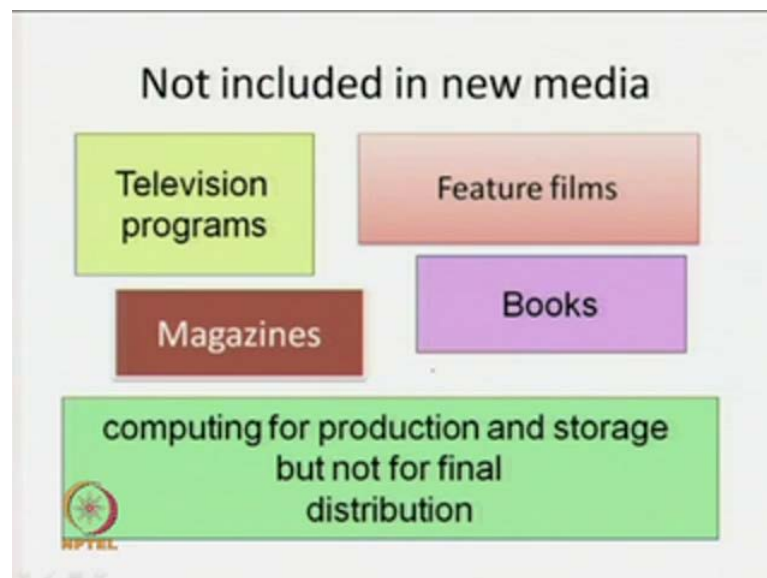 Not included in new media
Television
programs
Feature films
Magazines
Books
computing for production and storage
but not for final
distribution
NPTEL